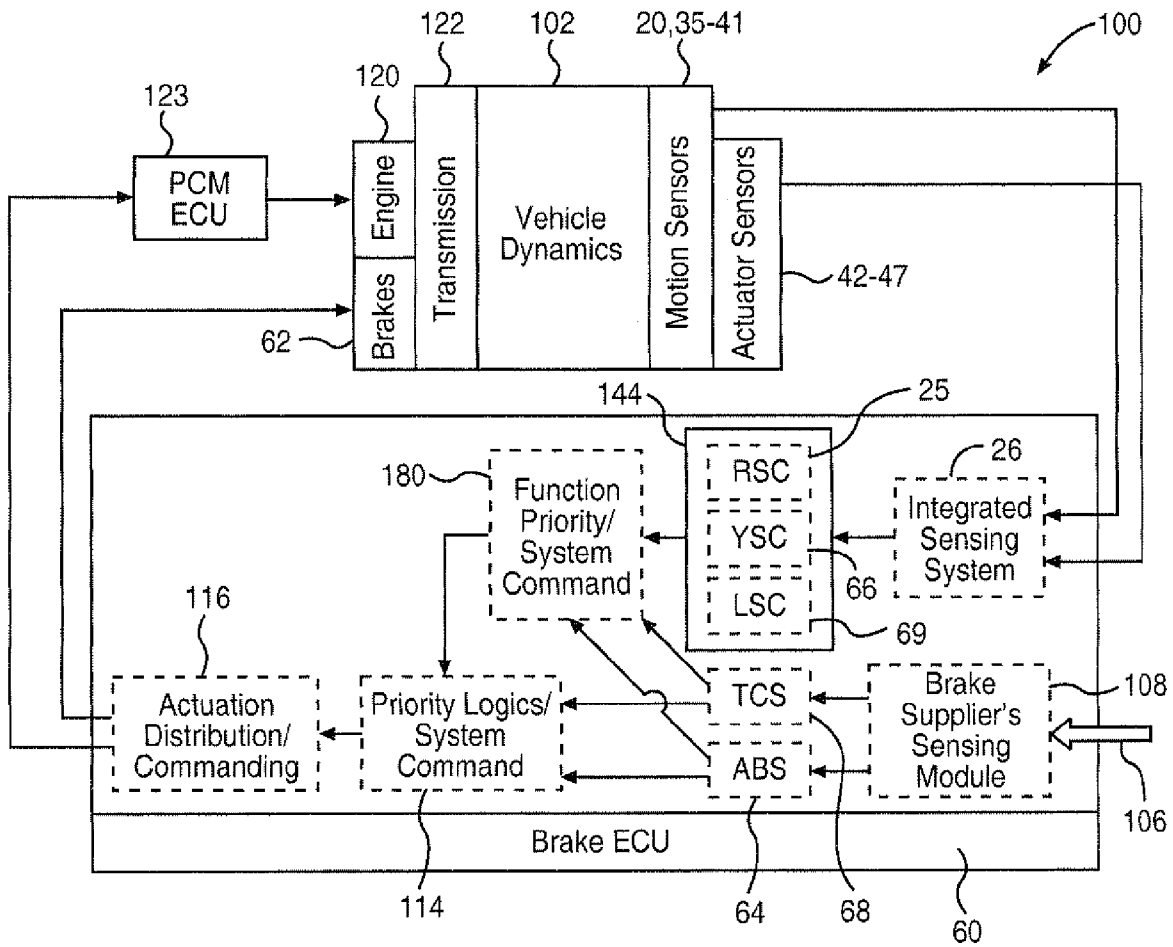 122
102
20,35-41
100
120
123
PCM
ECU
Engine
Brakes
Transmission
Vehicle
Dynamics
Motion Sensors
Actuator Sensors
42-47
62
144
25
26
180
Function
Priority/
System
Command
RSC
YSC
LSC
66
69
Integrated
Sensing
System
116
Actuation
Distribution/
Commanding
Priority Logics/
System
Command
TCS
ABS
Brake
Supplier's
Sensing
Module
108
106
Brake ECU
114
64
68
60